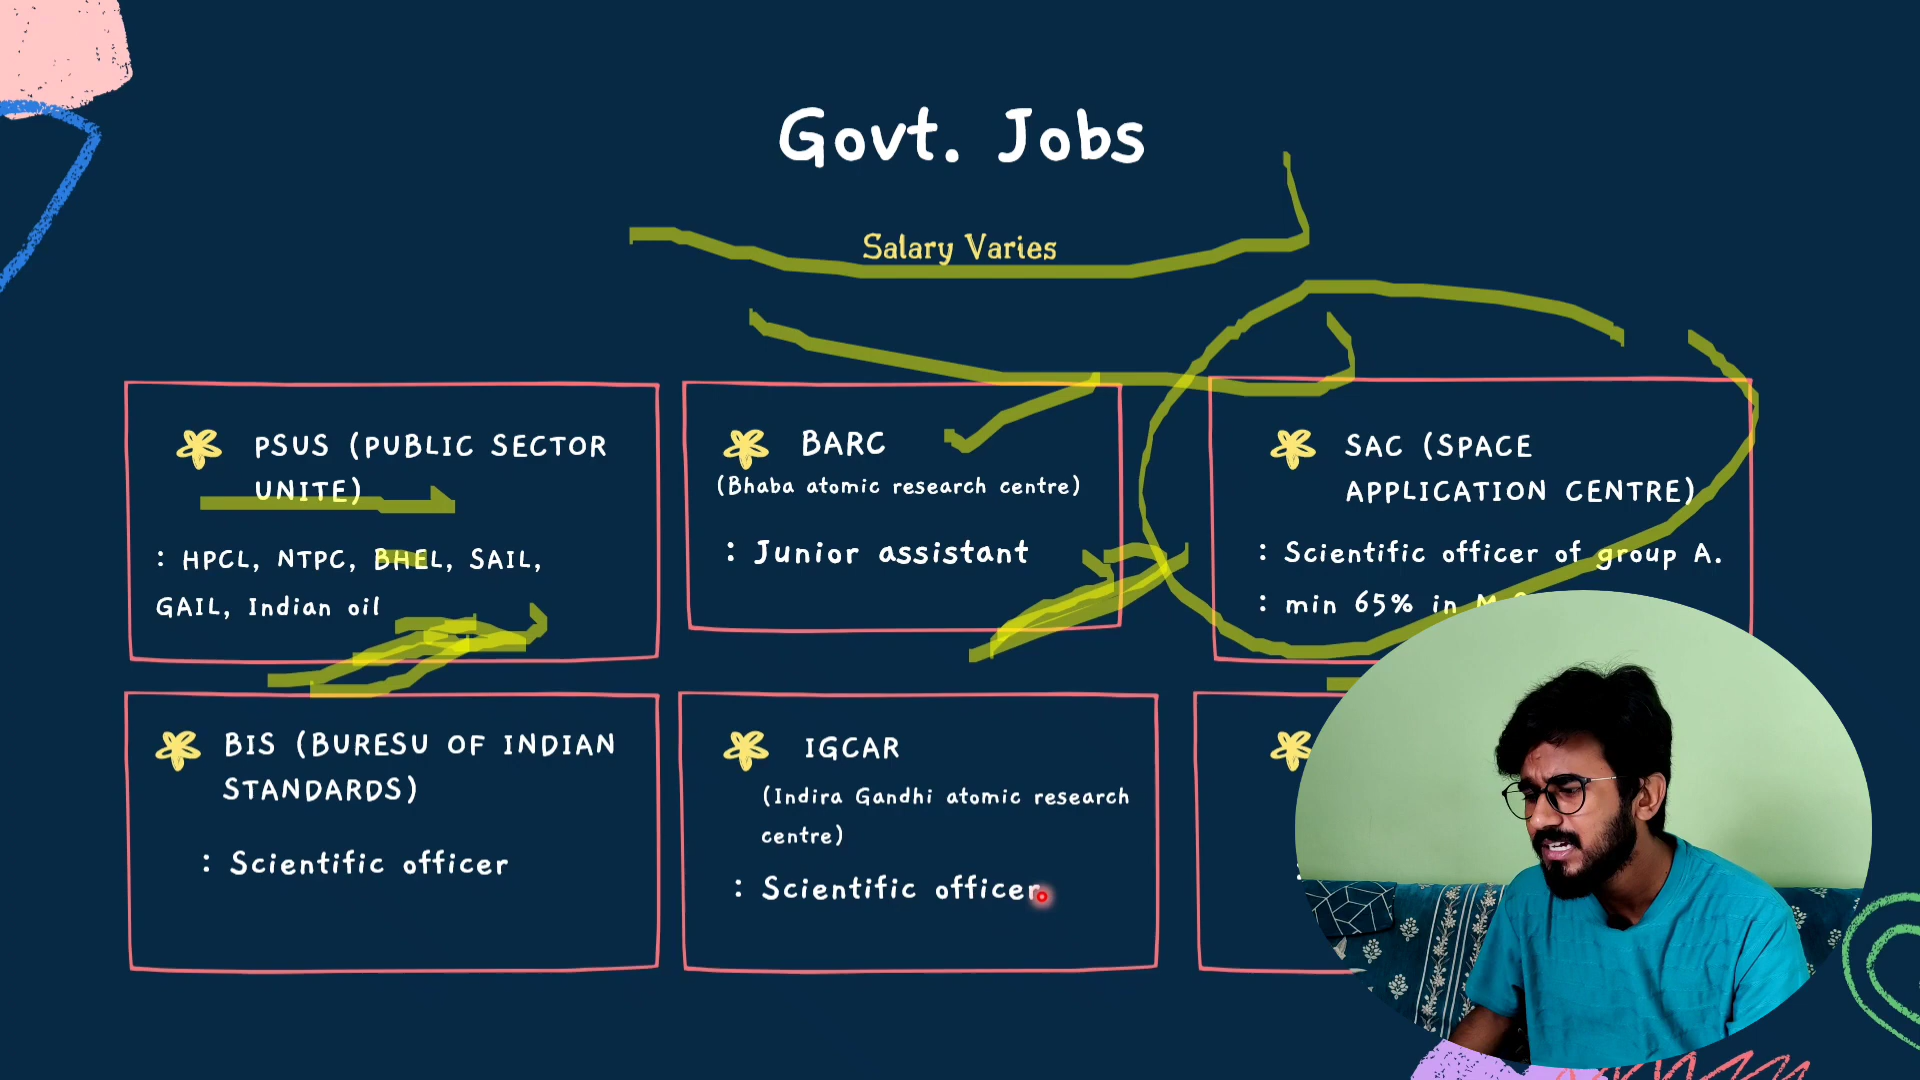 Govt. Jobs
Salary Varies
PSUS (PUBLIC SECTOR
UNITE)
: HPCL, NTPC, BHEL, SAIL,
GAIL, Indian oil
BARC
(Bhaba atomic research centre)
: Junior assistant
SAC (SPACE
APPLICATION CENTRE)
: Scientific officer of group A.
: min 65% in
BIS (BURESU OF INDIAN
STANDARDS)
: Scientific officer
IGCAR
(Indira Gandhi atomic research
centre)
: Scientific officer